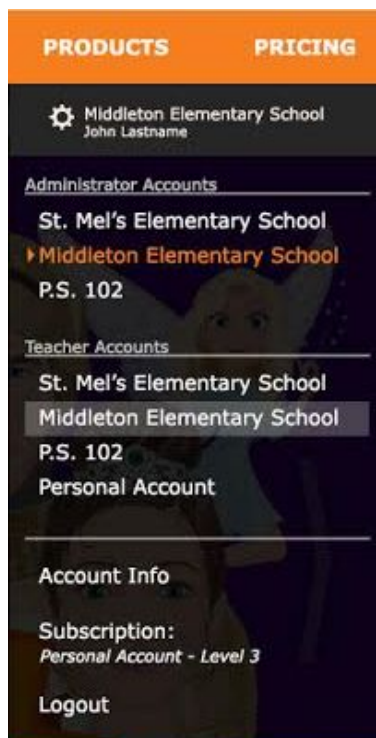 PRODUCTS PRICING
Middleton Elementary School
John Lastname
Administrator Accounts
St. Mel's Elementary School
Middleton Elementary School
P.S. 102
Teacher Accounts
St. Mel's Elementary School
Middleton Elementary School
P.S. 102
Personal Account
Account Info
Subscription:
Personal Account - Level 3
Logout